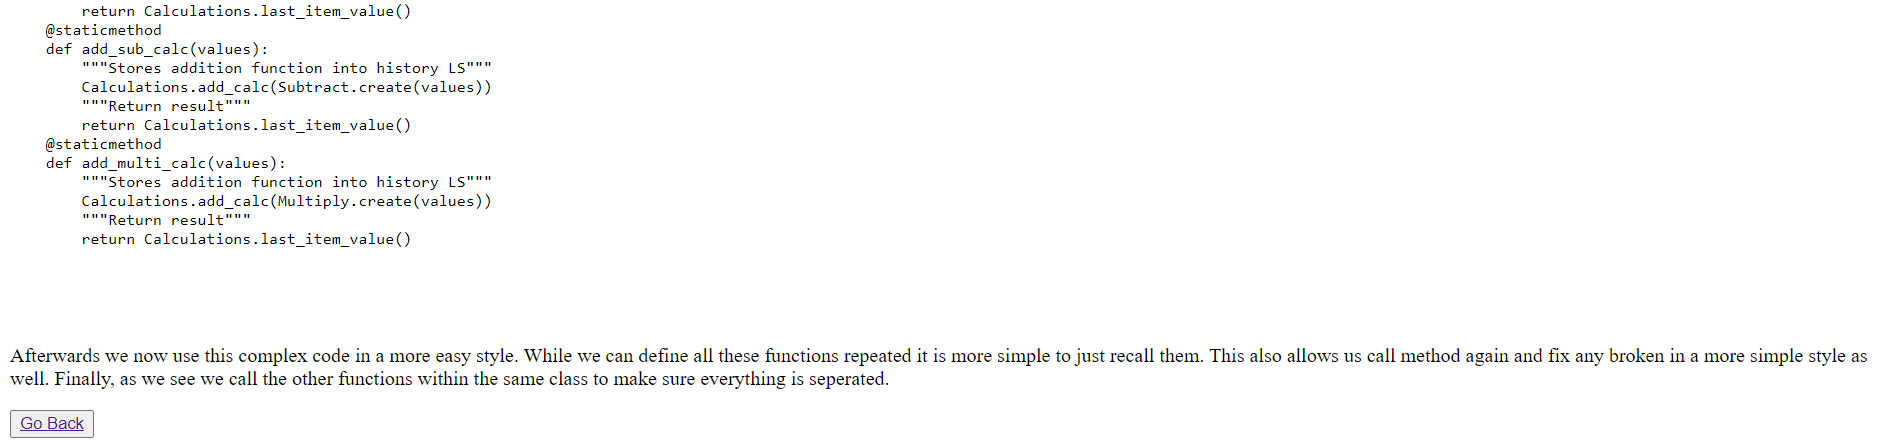 return Calculations.last_item_value()
@staticmethod
def add_sub_calc(values):
"""Stores addition function into history LS"""
Calculations.add_calc(Subtract.create(values))
"""Return result"""
return Calculations.last_item_value()
@staticmethod
def add_multi_calc(values):
"""Stores addition function into history LS"""
Calculations.add_calc(Multiply.create(values))
"""Return result"""
return Calculations.last_item_value()
Afterwards we now use this complex code in a more easy style. While we can define all these functions repeated it is more simple to just recall them. This also allows us call method again and fix any broken in a more simple style as
well. Finally, as we see we call the other functions within the same class to make sure everything is seperated.
Go Back